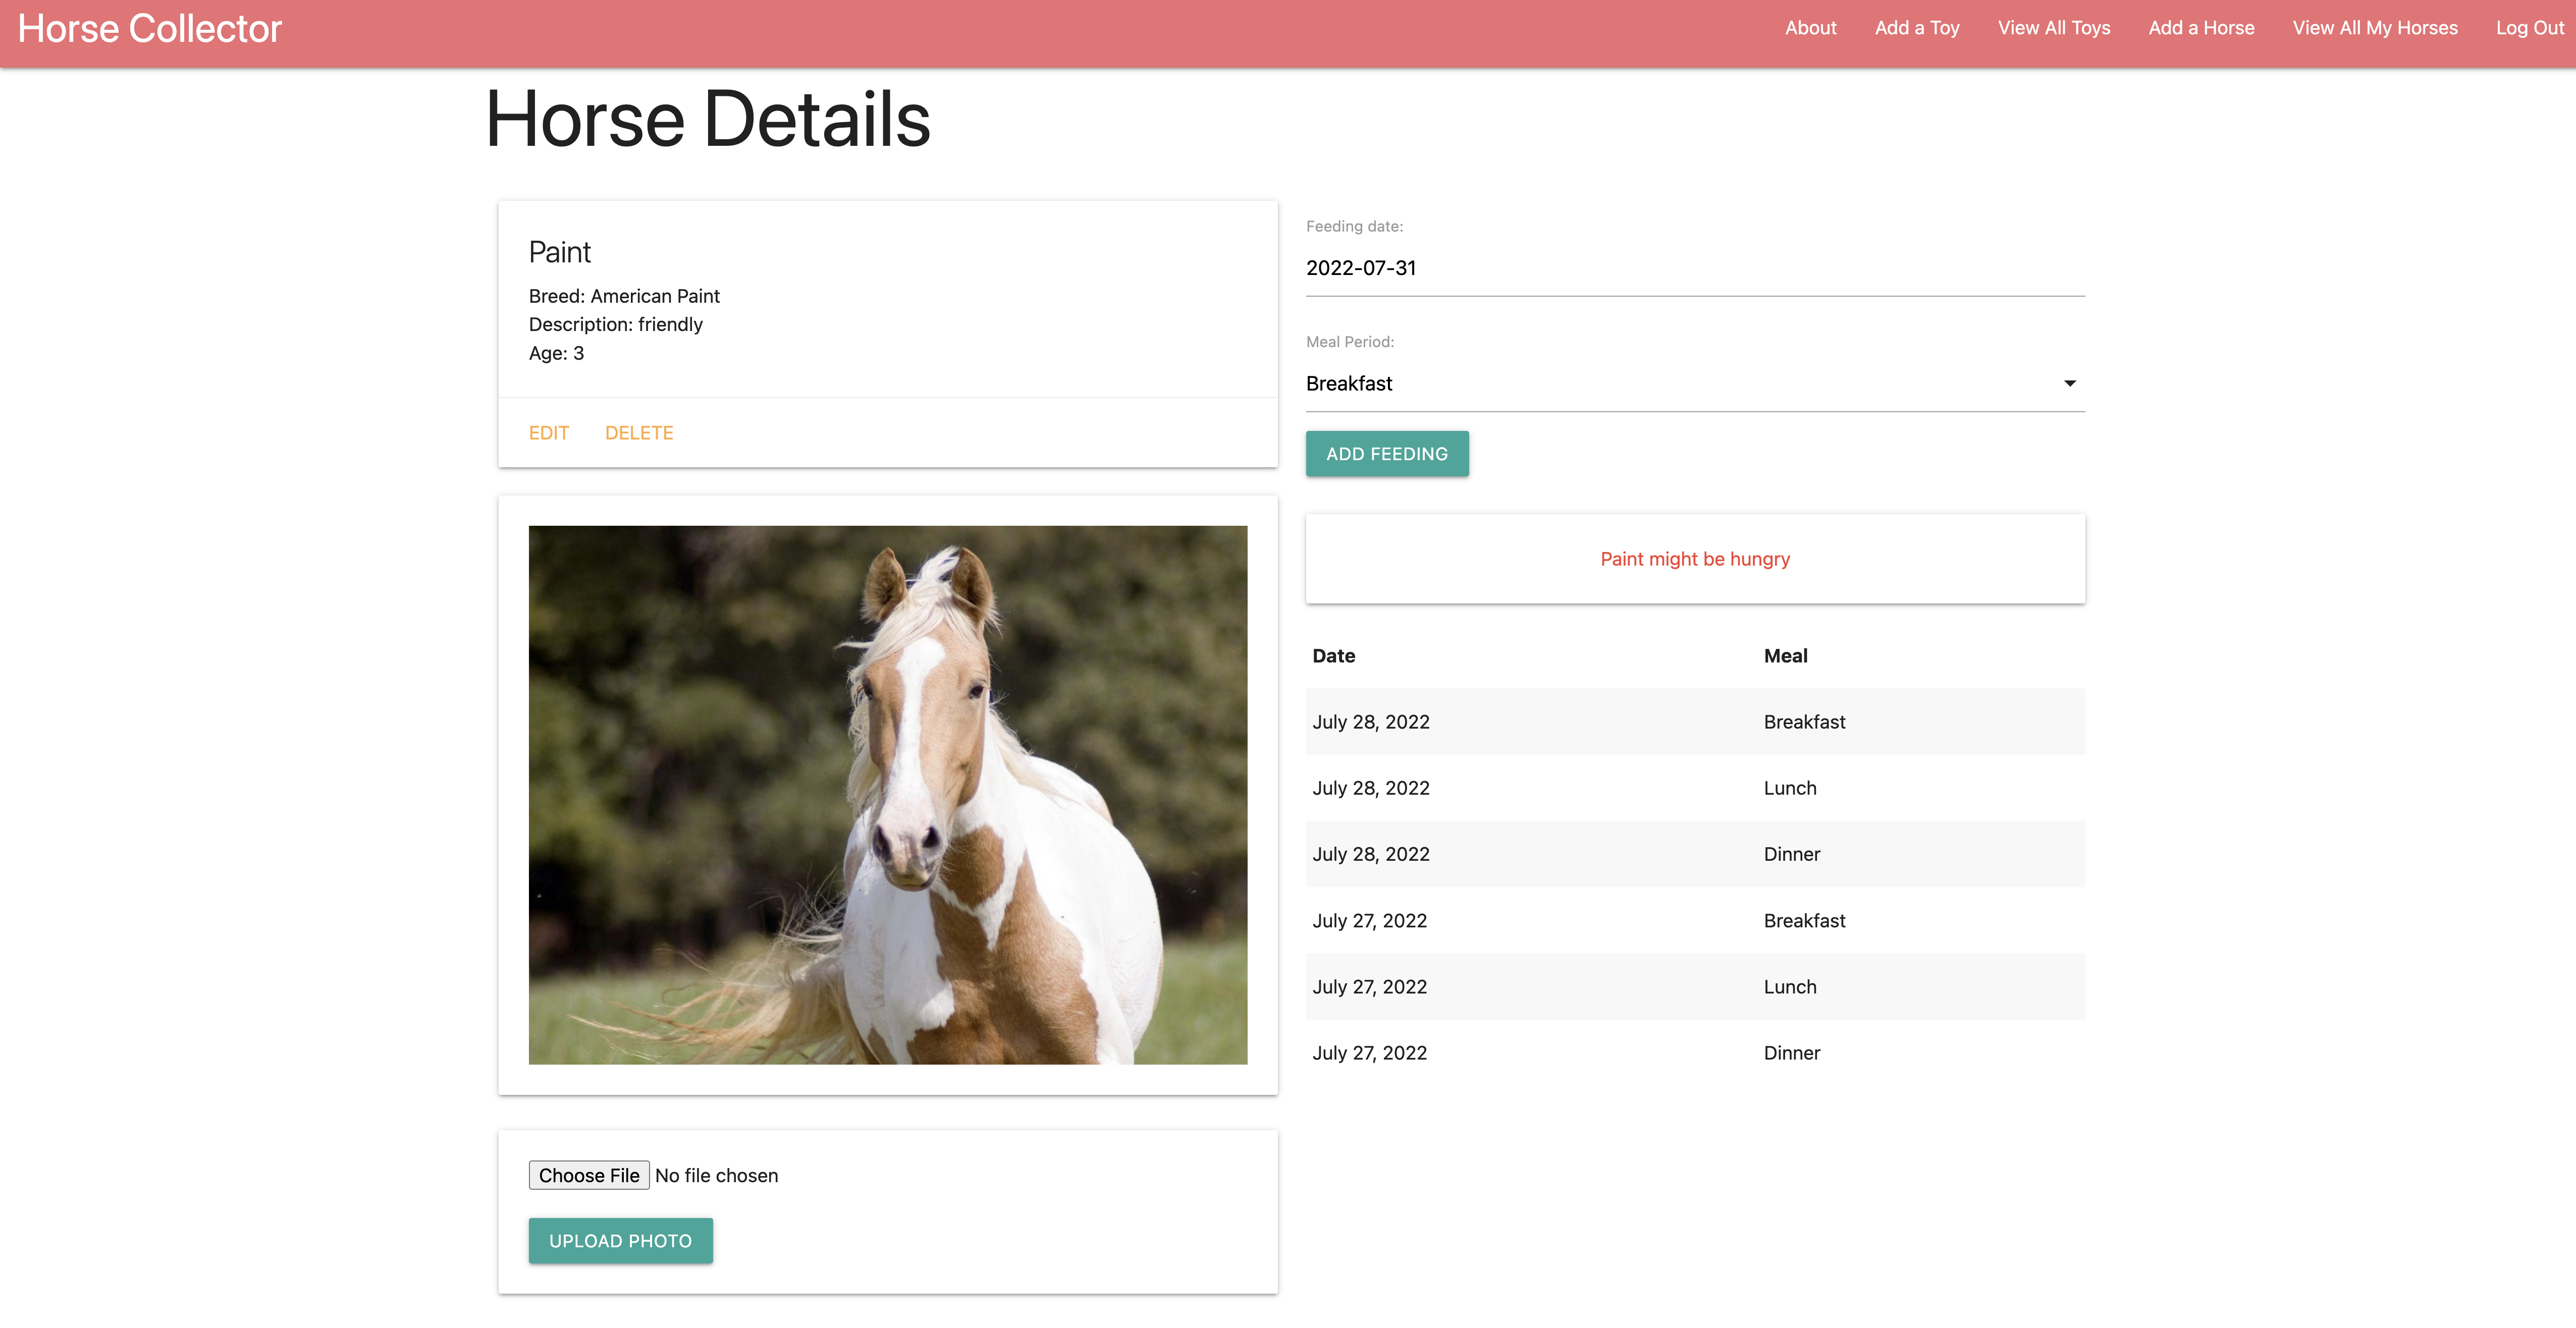 Horse Collector
About Add a Toy View All Toys Add a Horse View All My Horses Log Out
Horse Details
Paint
Breed: American Paint
Description: friendly
Age: 3
EDIT DELETE
Choose File No file chosen
UPLOAD PHOTO
Feeding date:
2022-07-31
Meal Period:
Breakfast
ADD FEEDING
Paint might be hungry
Date Meal
July 28, 2022 Breakfast
July 28, 2022 Lunch
July 28, 2022 Dinner
July 27, 2022 Breakfast
July 27, 2022 Lunch
July 27, 2022 Dinner